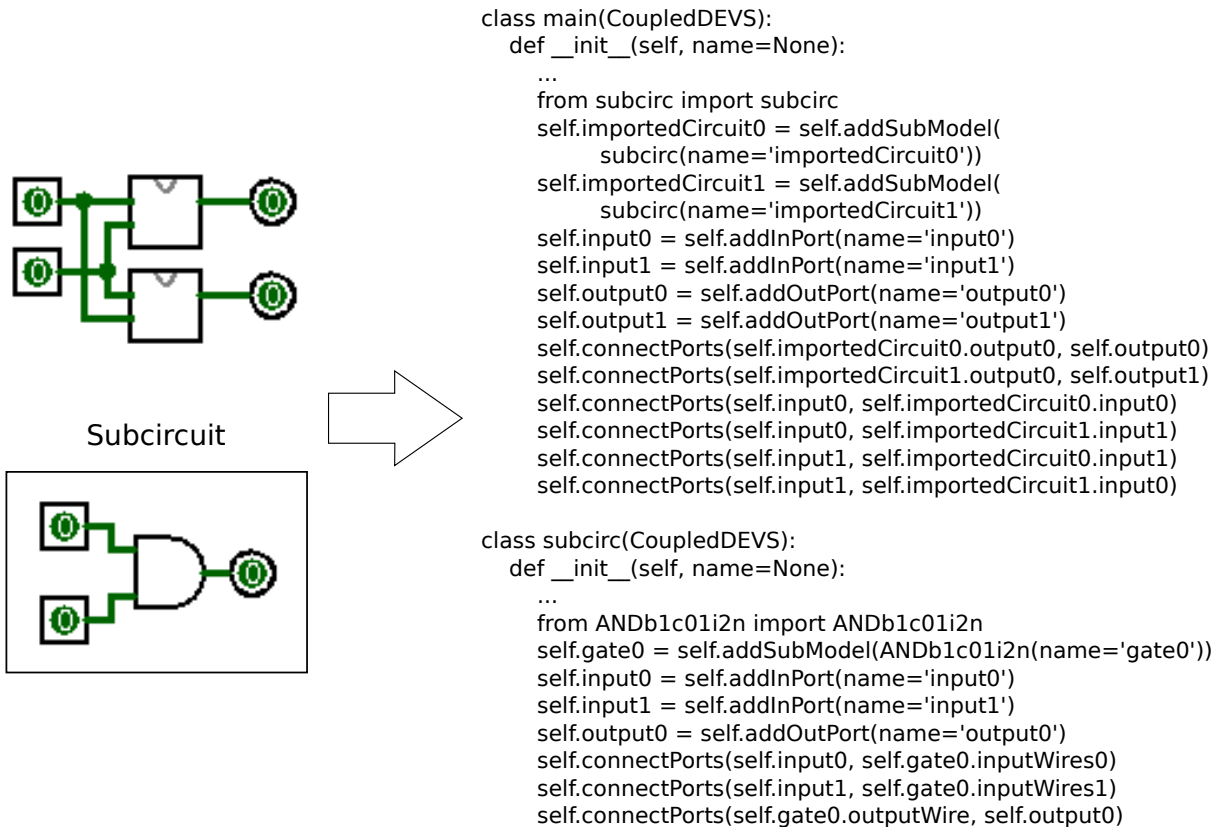 class main(CoupledDEVS):
def __init__(self, name=None):
...
from subcirc import subcirc
self.importedCircuit0 = self.addSubModel(
subcirc(name='importedCircuit0'))
self.importedCircuit1 = self.addSubModel(
subcirc(name='importedCircuit1'))
self.input0 = self.addInPort(name='input0')
self.input1 = self.addInPort(name='input1')
self.output0 = self.addOutPort(name='output0')
self.output1 = self.addOutPort(name='output1')
self.connectPorts(self.importedCircuit0.output0, self.output0)
self.connectPorts(self.importedCircuit1.output0, self.output1)
self.connectPorts(self.input0, self.importedCircuit0.input0)
self.connectPorts(self.input0, self.importedCircuit1.input1)
self.connectPorts(self.input1, self.importedCircuit0.input1)
self.connectPorts(self.input1, self.importedCircuit1.input0)
class subcirc(CoupledDEVS):
def __init__(self, name=None):
...
from ANDb1c01i2n import ANDb1c01i2n
self.gate0 = self.addSubModel(ANDb1c01i2n(name='gate0'))
self.input0 = self.addInPort(name='input0')
self.input1 = self.addInPort(name='input1')
self.output0 = self.addOutPort(name='output0')
self.connectPorts(self.input0, self.gate0.inputWires0)
self.connectPorts(self.input1, self.gate0.inputWires1)
self.connectPorts(self.gate0.outputWire, self.output0)
0
0
0
0
Subcircuit
0
0
0